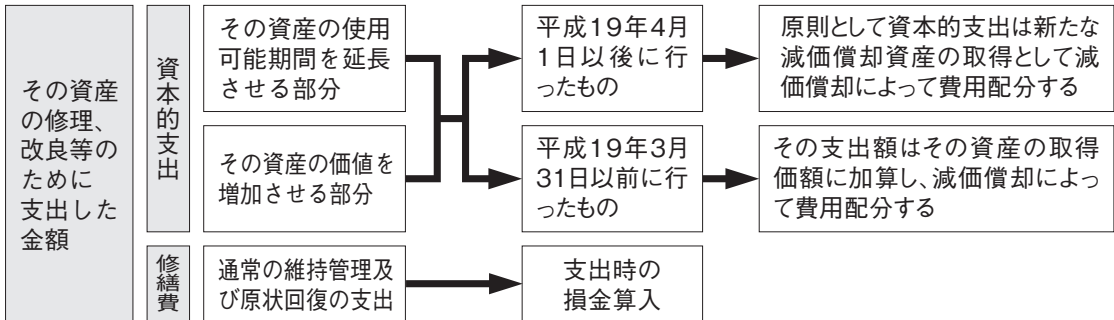 その資産
の修理、
改良等の
ために
支出した
金額
資本的支出
その資産の使用
可能期間を延長
させる部分
その資産の価値を
増加させる部分
平成19年4月
1日以後に行
ったもの
原則として資本的支出は新たな
減価償却資産の取得として減
価償却によって費用配分する
平成19年3月
31日以前に行
ったもの
その支出額はその資産の取得
価額に加算し、減価償却によっ
て費用配分する
修繕費
通常の維持管理及
び原状回復の支出
支出時の
損金算入